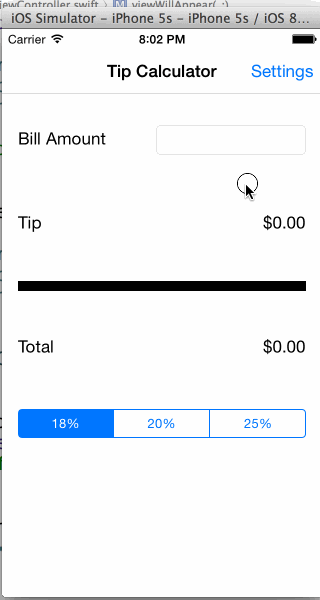 ewController.swift ) M viewWillAppear(_:)
iOS Simulator – iPhone 5s – iPhone 5s / iOS 8...
Carrier 8:02 PM
Tip Calculator Settings
Bill Amount
Tip $0.00
Total $0.00
18% 20% 25%